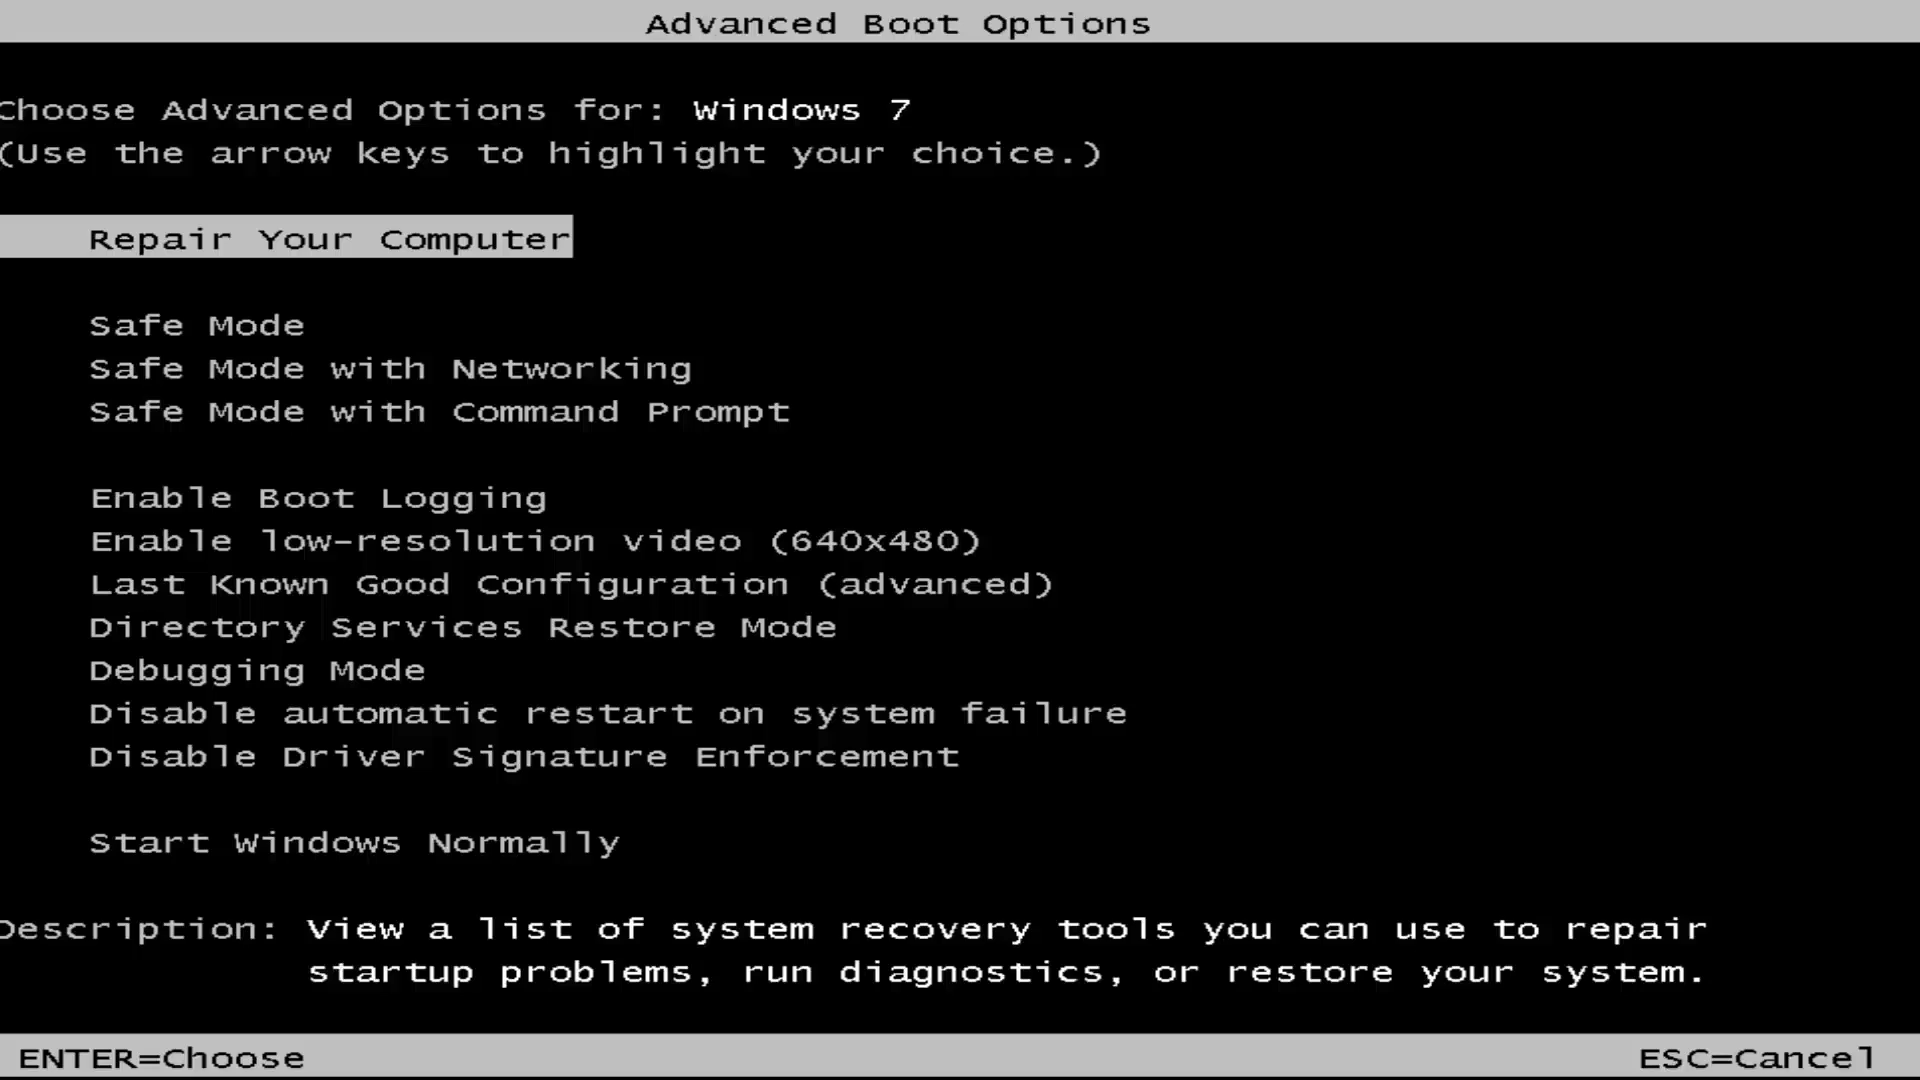 Advanced Boot Options
Choose Advanced Options for: Windows 7
(Use the arrow keys to highlight your choice.)
Repair Your Computer
Safe Mode
Safe Mode with Networking
Safe Mode with Command Prompt
Enable Boot Logging
Enable low-resolution video (640x480)
Last Known Good Configuration (advanced)
Directory Services Restore Mode
Debugging Mode
Disable automatic restart on system failure
Disable Driver Signature Enforcement
Start Windows Normally
Description: View a list of system recovery tools you can use to repair
startup problems, run diagnostics, or restore your system.
ENTER=Choose ESC=Cancel